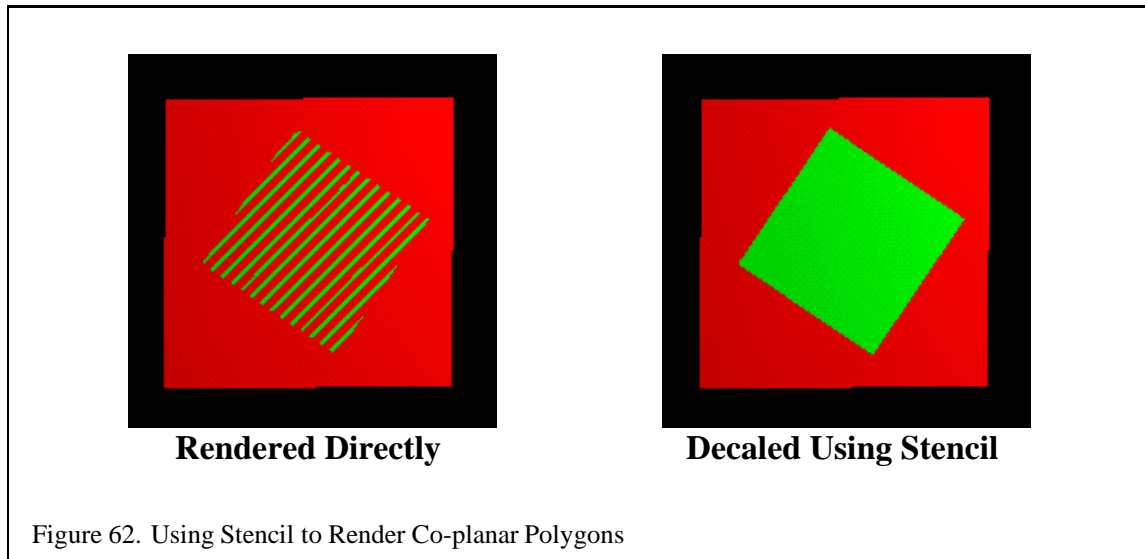 Rendered Directly
Decaled Using Stencil
Figure 62. Using Stencil to Render Co-planar Polygons